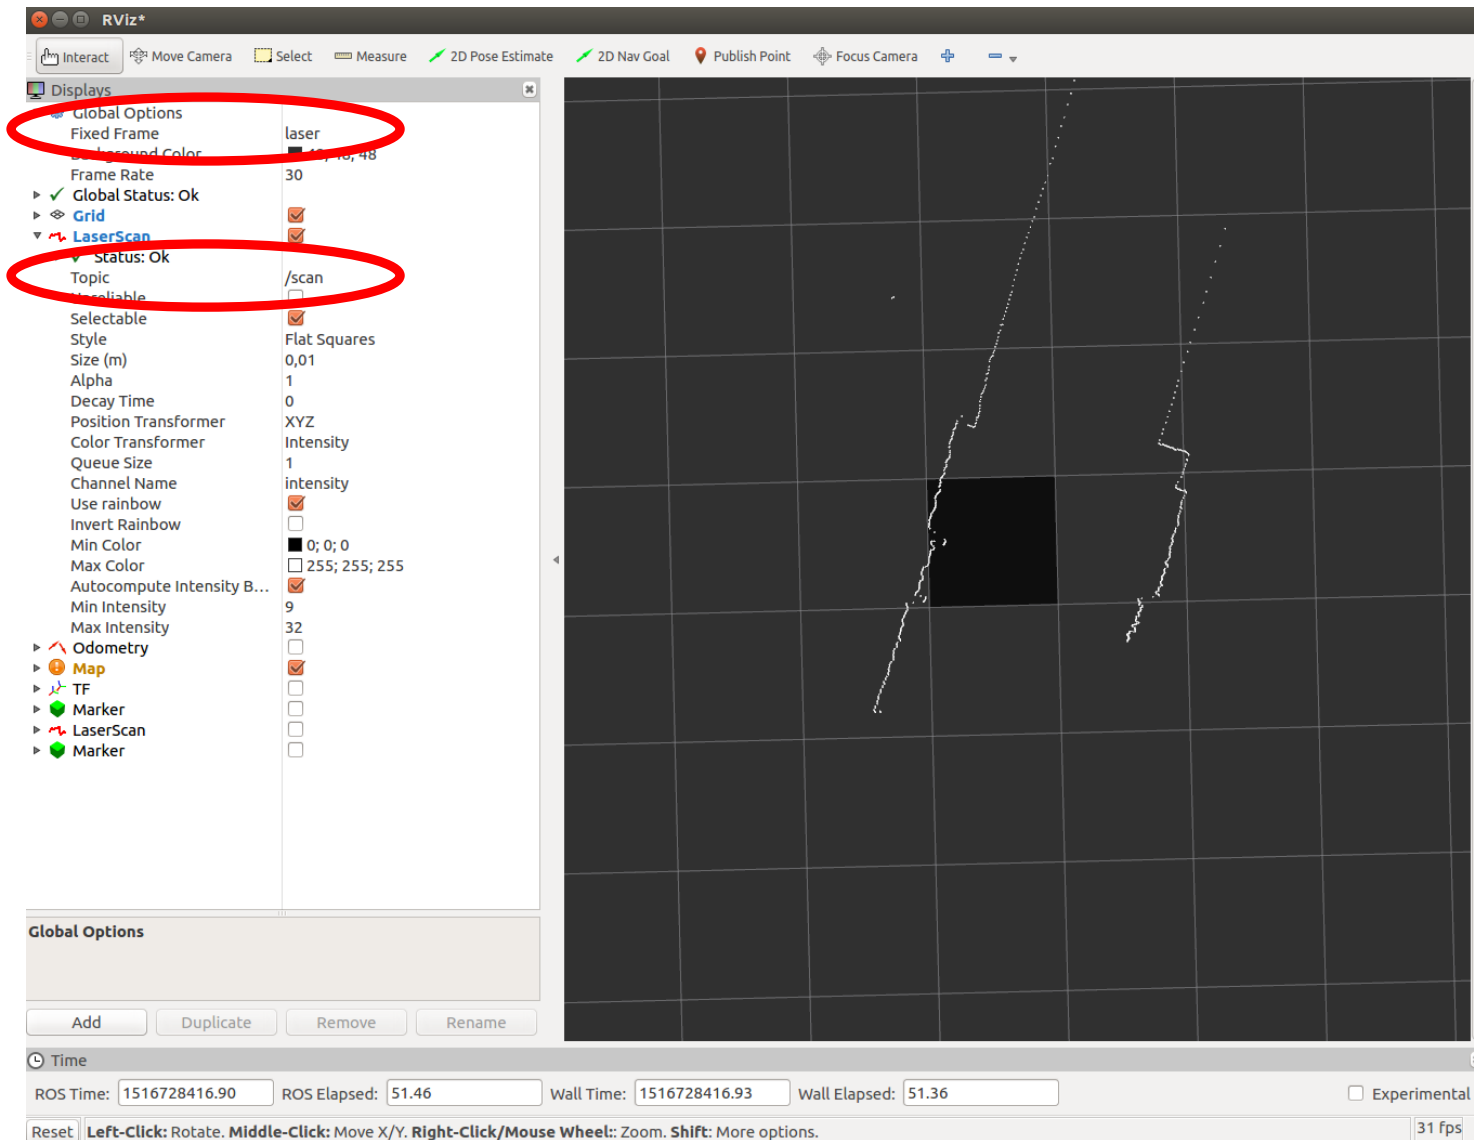 RViz*
Interact Move Camera Select Measure 2D Pose Estimate 2D Nav Goal Publish Point Focus Camera
Displays
Global Options
Fixed Frame laser
Background Color 48; 48; 48
Frame Rate 30
Global Status: Ok
Grid
LaserScan
Status: Ok
Topic /scan
Unreliable
Selectable
Style Flat Squares
Size (m) 0,01
Alpha 1
Decay Time 0
Position Transformer XYZ
Color Transformer Intensity
Queue Size 1
Channel Name intensity
Use rainbow
Invert Rainbow
Min Color 0; 0; 0
Max Color 255; 255; 255
Autocompute Intensity B...
Min Intensity 9
Max Intensity 32
Odometry
Map
TF
Marker
LaserScan
Marker
Global Options
Add Duplicate Remove Rename
Time
ROS Time: 1516728416.90 ROS Elapsed: 51.46 Wall Time: 1516728416.93 Wall Elapsed: 51.36 Experimental
Reset Left-Click: Rotate. Middle-Click: Move X/Y. Right-Click/Mouse Wheel:: Zoom. Shift: More options. 31 fps